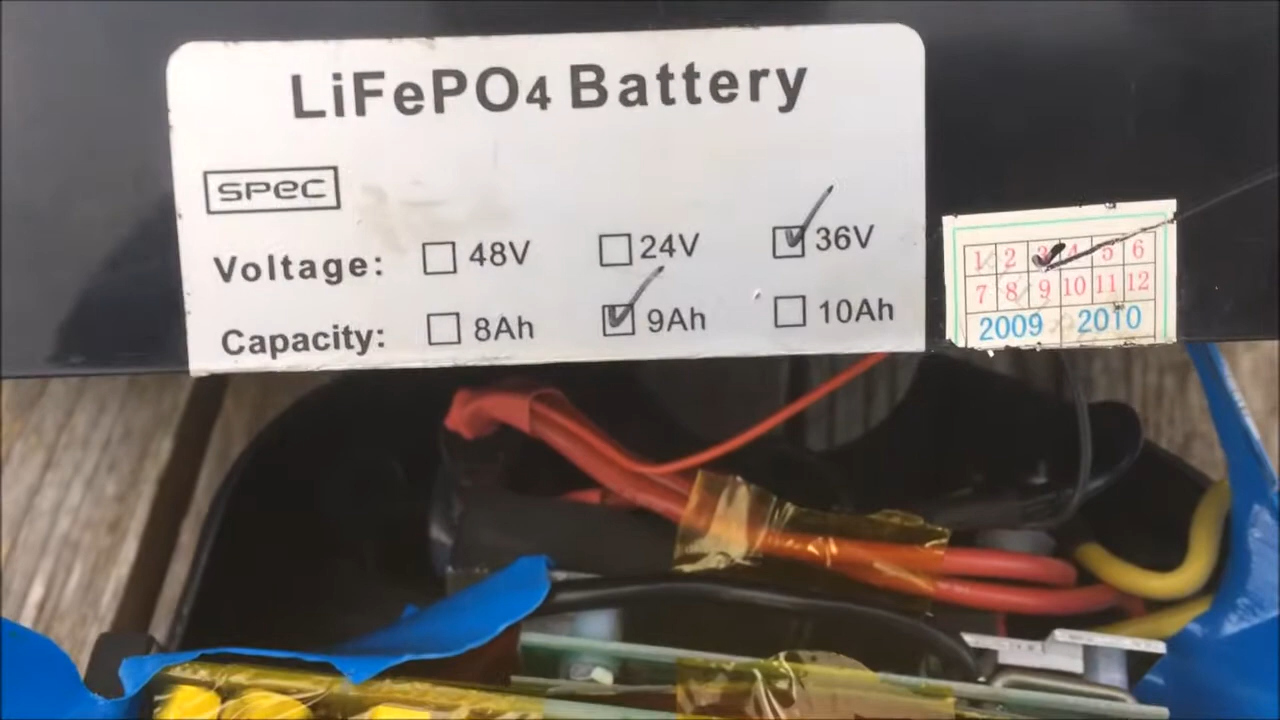 LiFePO4 Battery
SPEC
Voltage: 48V 24V 36V
Capacity: 8Ah 9Ah 10Ah
1 2 3 4 5 6
7 8 9 10 11 12
2009 2010